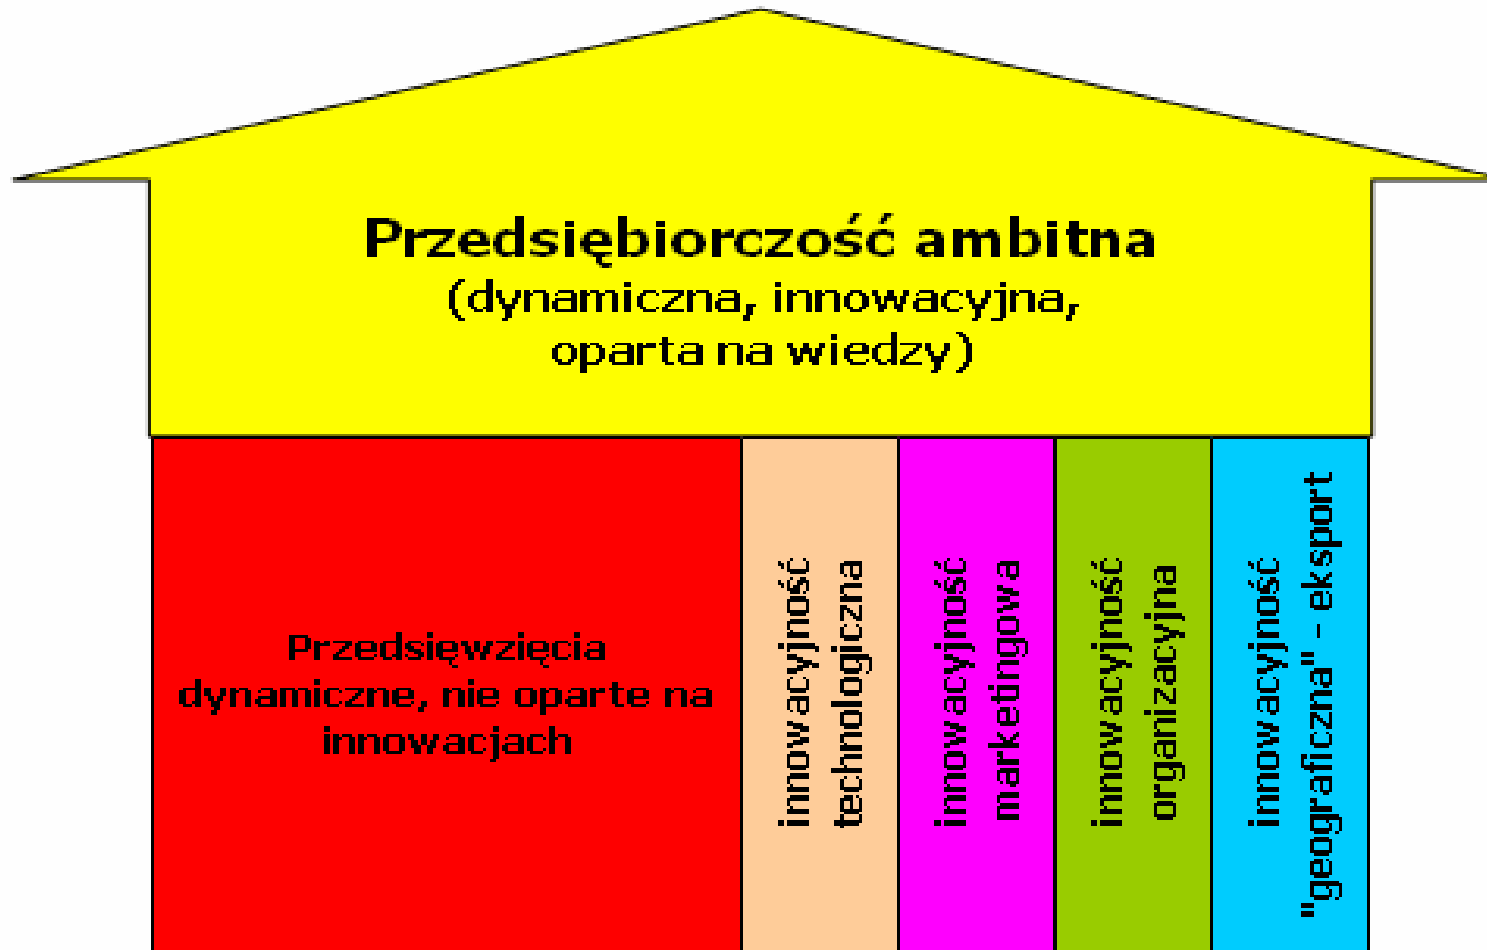 Przedsiębiorczość ambitna
(dynamiczna, innowacyjna,
oparta na wiedzy)
Przedsięwzięcia
dynamiczne, nie oparte na
innowacjach
innowacyjność
technologiczna
innowacyjność
marketingowa
innowacyjność
organizacyjna
innowacyjność
"geograficzna" - eksport